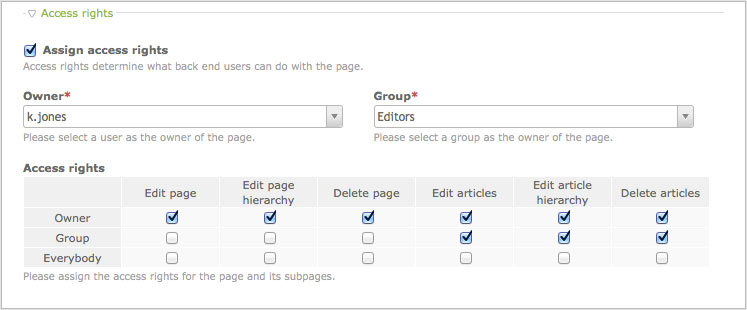 Access rights
Assign access rights
Access rights determine what back end users can do with the page.
Owner* Group*
k.jones Editors
Please select a user as the owner of the page. Please select a group as the owner of the page.
Access rights
Edit page Edit page hierarchy Delete page Edit articles Edit article hierarchy Delete articles
Owner
Group
Everybody
Please assign the access rights for the page and its subpages.